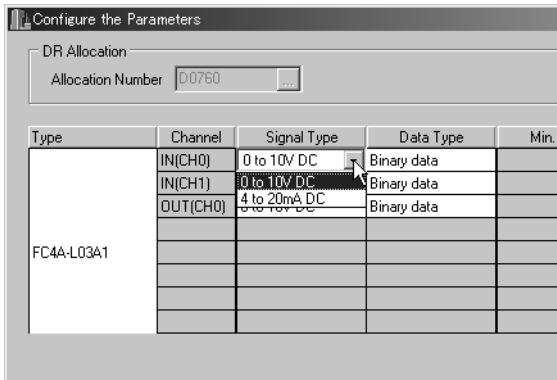 Configure the Parameters
DR Allocation
Allocation Number D0760 ...
Type Channel Signal Type Data Type Min.
IN(CH0) 0 to 10V DC Binary data
IN(CH1) 0 to 10V DC Binary data
OUT(CH0) 4 to 20mA DC Binary data
FC4A-L03A1